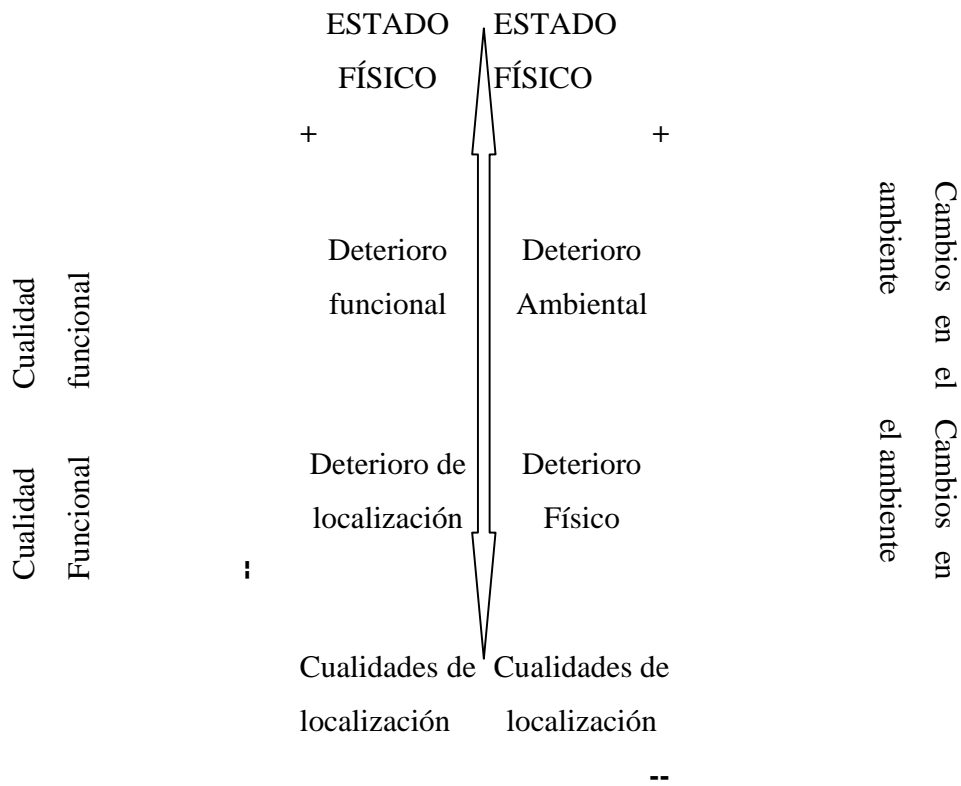 ESTADO ESTADO
FÍSICO FÍSICO
+ +
Cambios en el
ambiente
Deterioro Deterioro
funcional Ambiental
Cualidad
funcional
Cambios en
el ambiente
Deterioro de Deterioro
localización Físico
Cualidad
Funcional
--
Cualidades de Cualidades de
localización localización
--